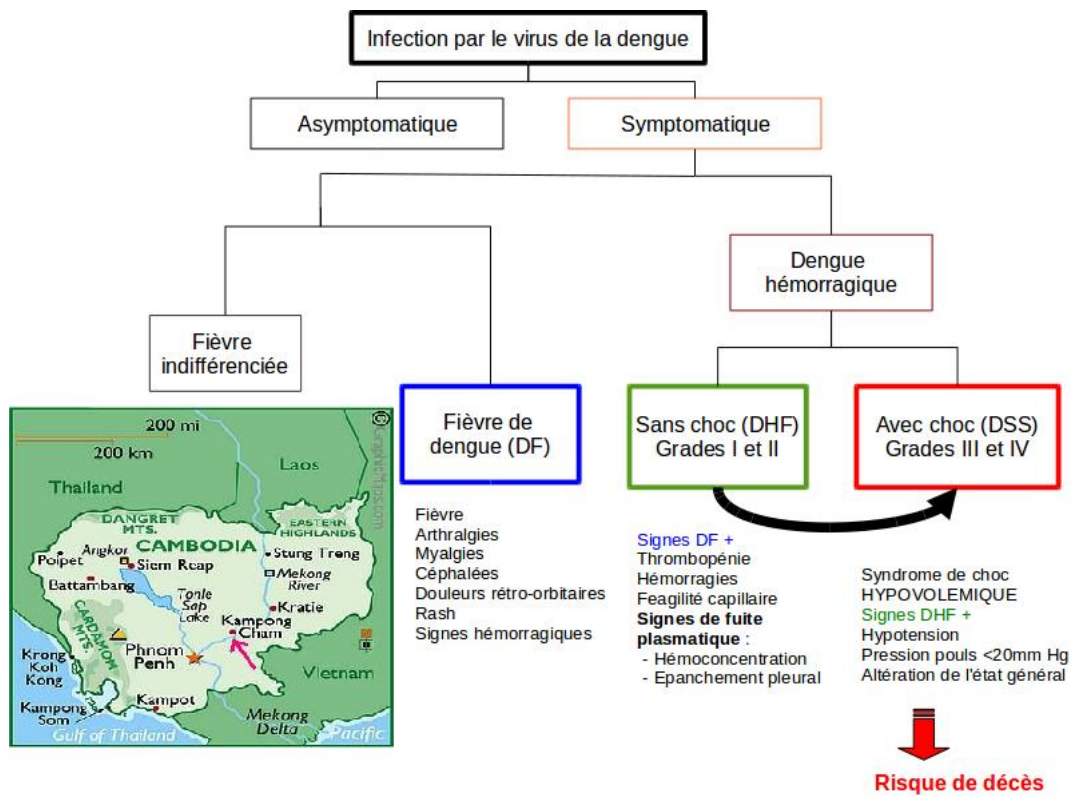 Infection par le virus de la dengue
Asymptomatique
Symptomatique
Dengue
hémorragique
Fièvre
indifférenciée
Fièvre de
dengue (DF)
Sans choc (DHF)
Grades I et II
Avec choc (DSS)
Grades III et IV
200 mi
200 km
©GraphicMaps.com
Laos
Thailand
DANGRET
MTS.
EASTERN
HIGHLANDS
CAMBODIA
Angkor
Poipet
Siem Reap
Stung Treng
Battambang
Mekong
River
Tonle
Sap
Lake
Kratie
Kampong
Cham
CARDAMOM
MTS.
Phnom
Penh
Krong
Koh
Kong
Vietnam
Kampot
Kampong
Som
Mekong
Delta
Gulf of Thailand
Pacific
Fièvre
Arthralgies
Myalgies
Céphalées
Douleurs rétro-orbitaires
Rash
Signes hémorragiques
Signes DF +
Thrombopénie
Hémorragies
Feagilité capillaire
Signes de fuite
plasmatique :
- Hémoconcentration
- Epanchement pleural
Syndrome de choc
HYPOVOLEMIQUE
Signes DHF +
Hypotension
Pression pouls <20mm Hg
Altération de l'état général
Risque de décès